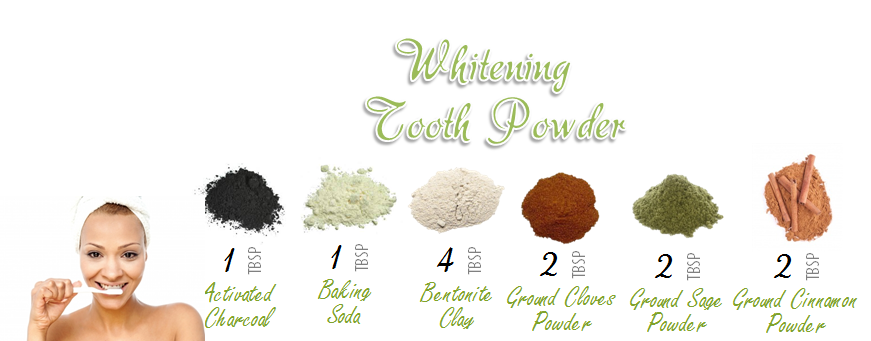 Whitening
Tooth Powder
1 TBSP
Activated
Charcoal
1 TBSP
Baking
Soda
4 TBSP
Bentonite
Clay
2 TBSP
Ground Cloves
Powder
2 TBSP
Ground Sage
Powder
2 TBSP
Ground Cinnamon
Powder